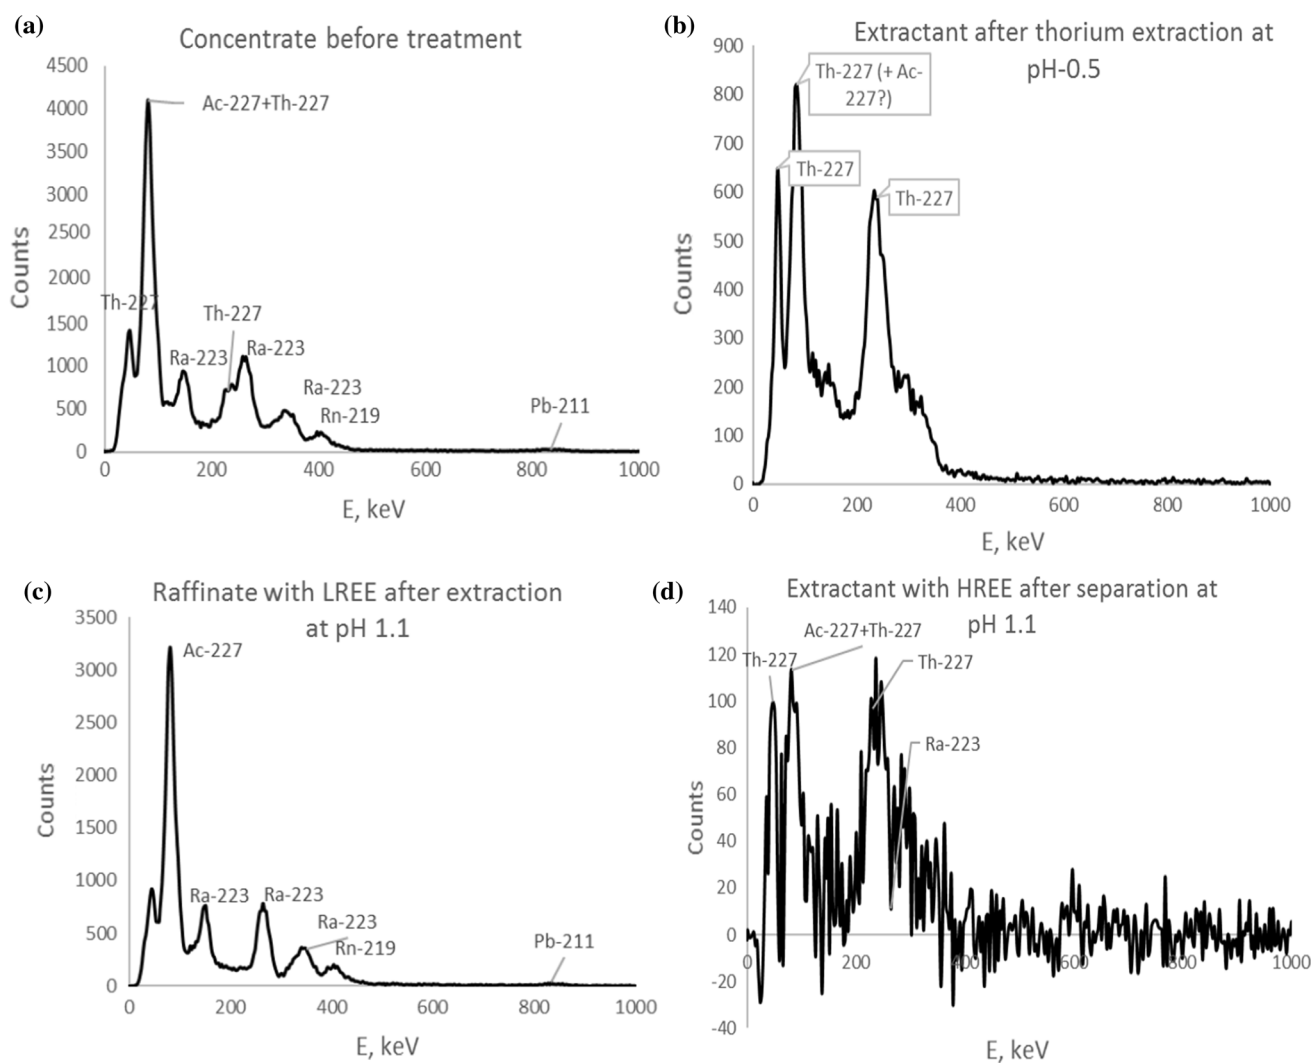 (a)
Concentrate before treatment
4500
4000
3500
3000
2500
2000
1500
1000
500
0
Counts
Ac-227+Th-227
Th-227
Th-227
Ra-223
Ra-223
Ra-223
Rn-219
Pb-211
0 200 400 600 800 1000
E, keV
(b)
Extractant after thorium extraction at
pH-0.5
900
800
700
600
500
400
300
200
100
0
Counts
Th-227 (+ Ac-
227?)
Th-227
Th-227
0 200 400 600 800 1000
E, keV
(c)
Raffinate with LREE after extraction
at pH 1.1
3500
3000
2500
2000
1500
1000
500
0
Counts
Ac-227
Ra-223
Ra-223
Ra-223
Rn-219
Pb-211
0 200 400 600 800 1000
E, keV
(d)
Extractant with HREE after separation at
pH 1.1
140
120
100
80
60
40
20
0
-20
-40
Counts
Ac-227+Th-227
Th-227
Th-227
Ra-223
0 200 400 600 800 1000
E, keV